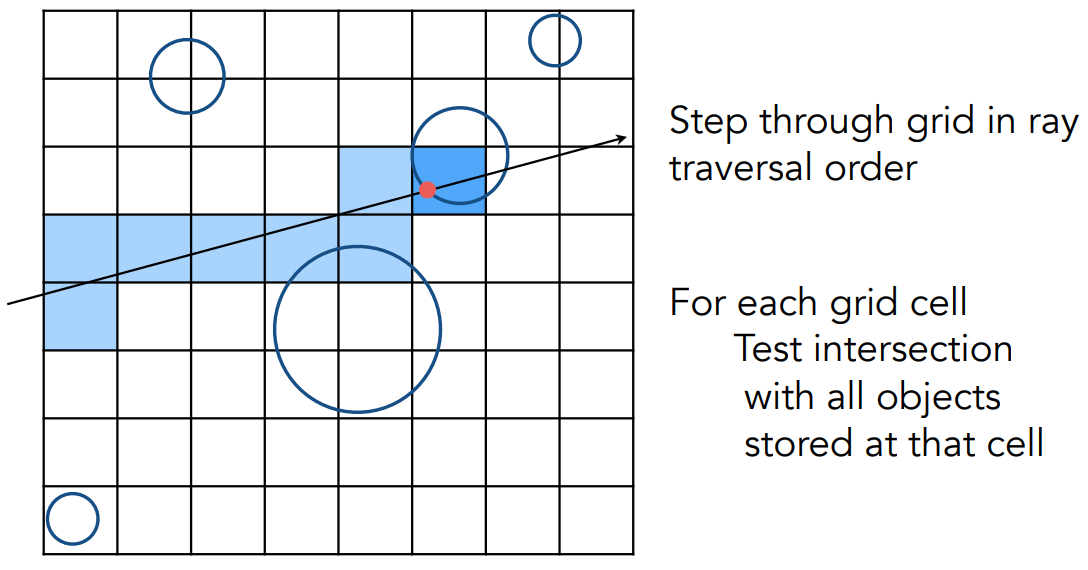 Step through grid in ray
traversal order
For each grid cell
Test intersection
with all objects
stored at that cell